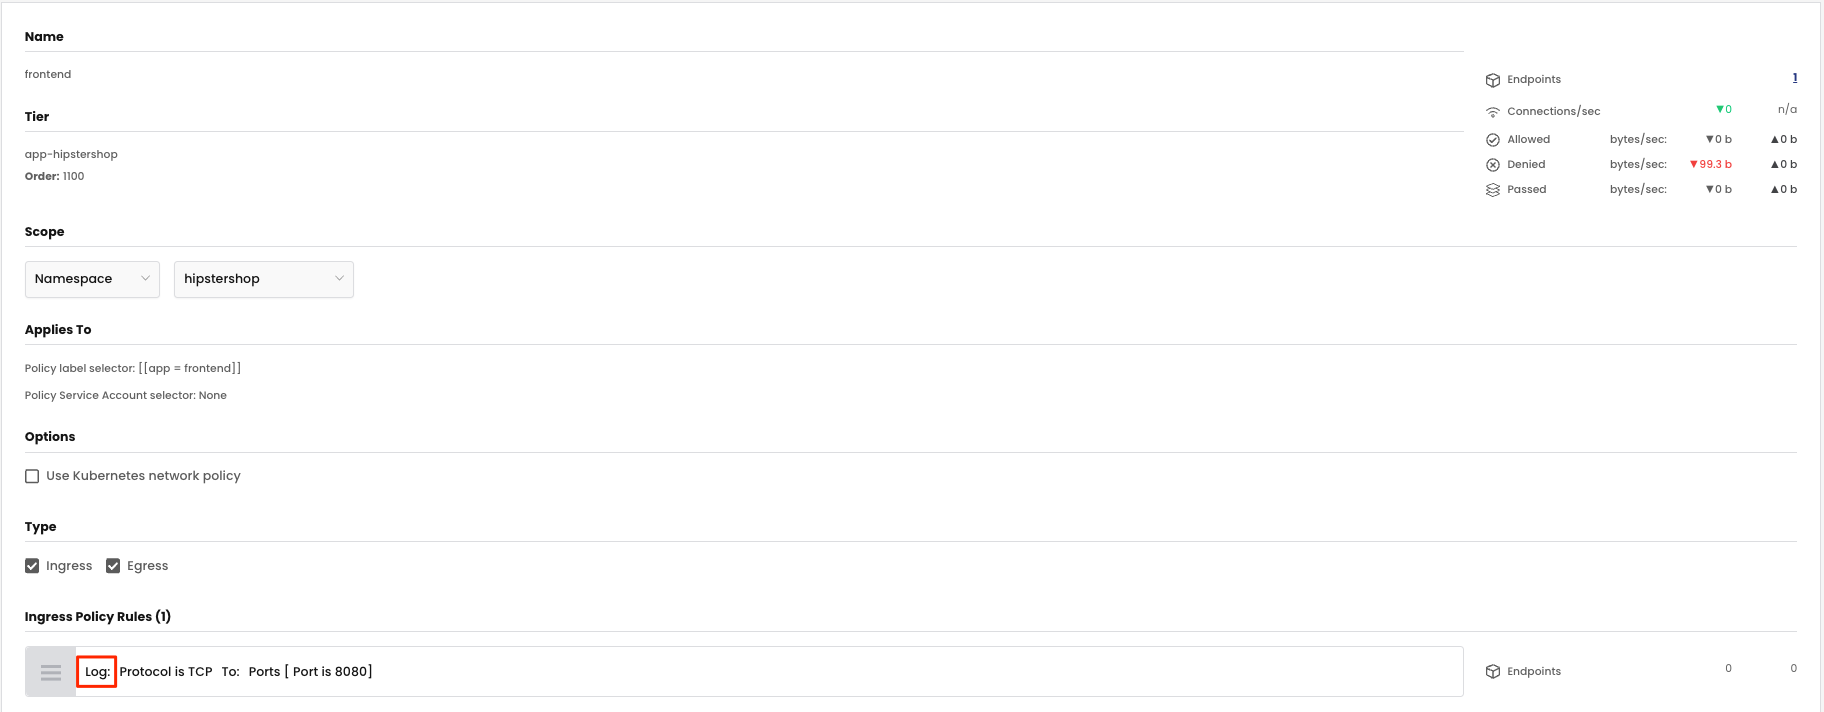 Name
frontend
Endpoints 1
Tier
Connections/sec ▼0 n/a
Allowed bytes/sec: ▼0 b ▲0 b
app-hipstershop
Denied bytes/sec: ▼99.3 b ▲0 b
Order: 1100
Passed bytes/sec: ▼0 b ▲0 b
Scope
Namespace hipstershop
Applies To
Policy label selector: [[app = frontend]]
Policy Service Account selector: None
Options
Use Kubernetes network policy
Type
Ingress Egress
Ingress Policy Rules (1)
Log: Protocol is TCP To: Ports [ Port is 8080] Endpoints 0 0